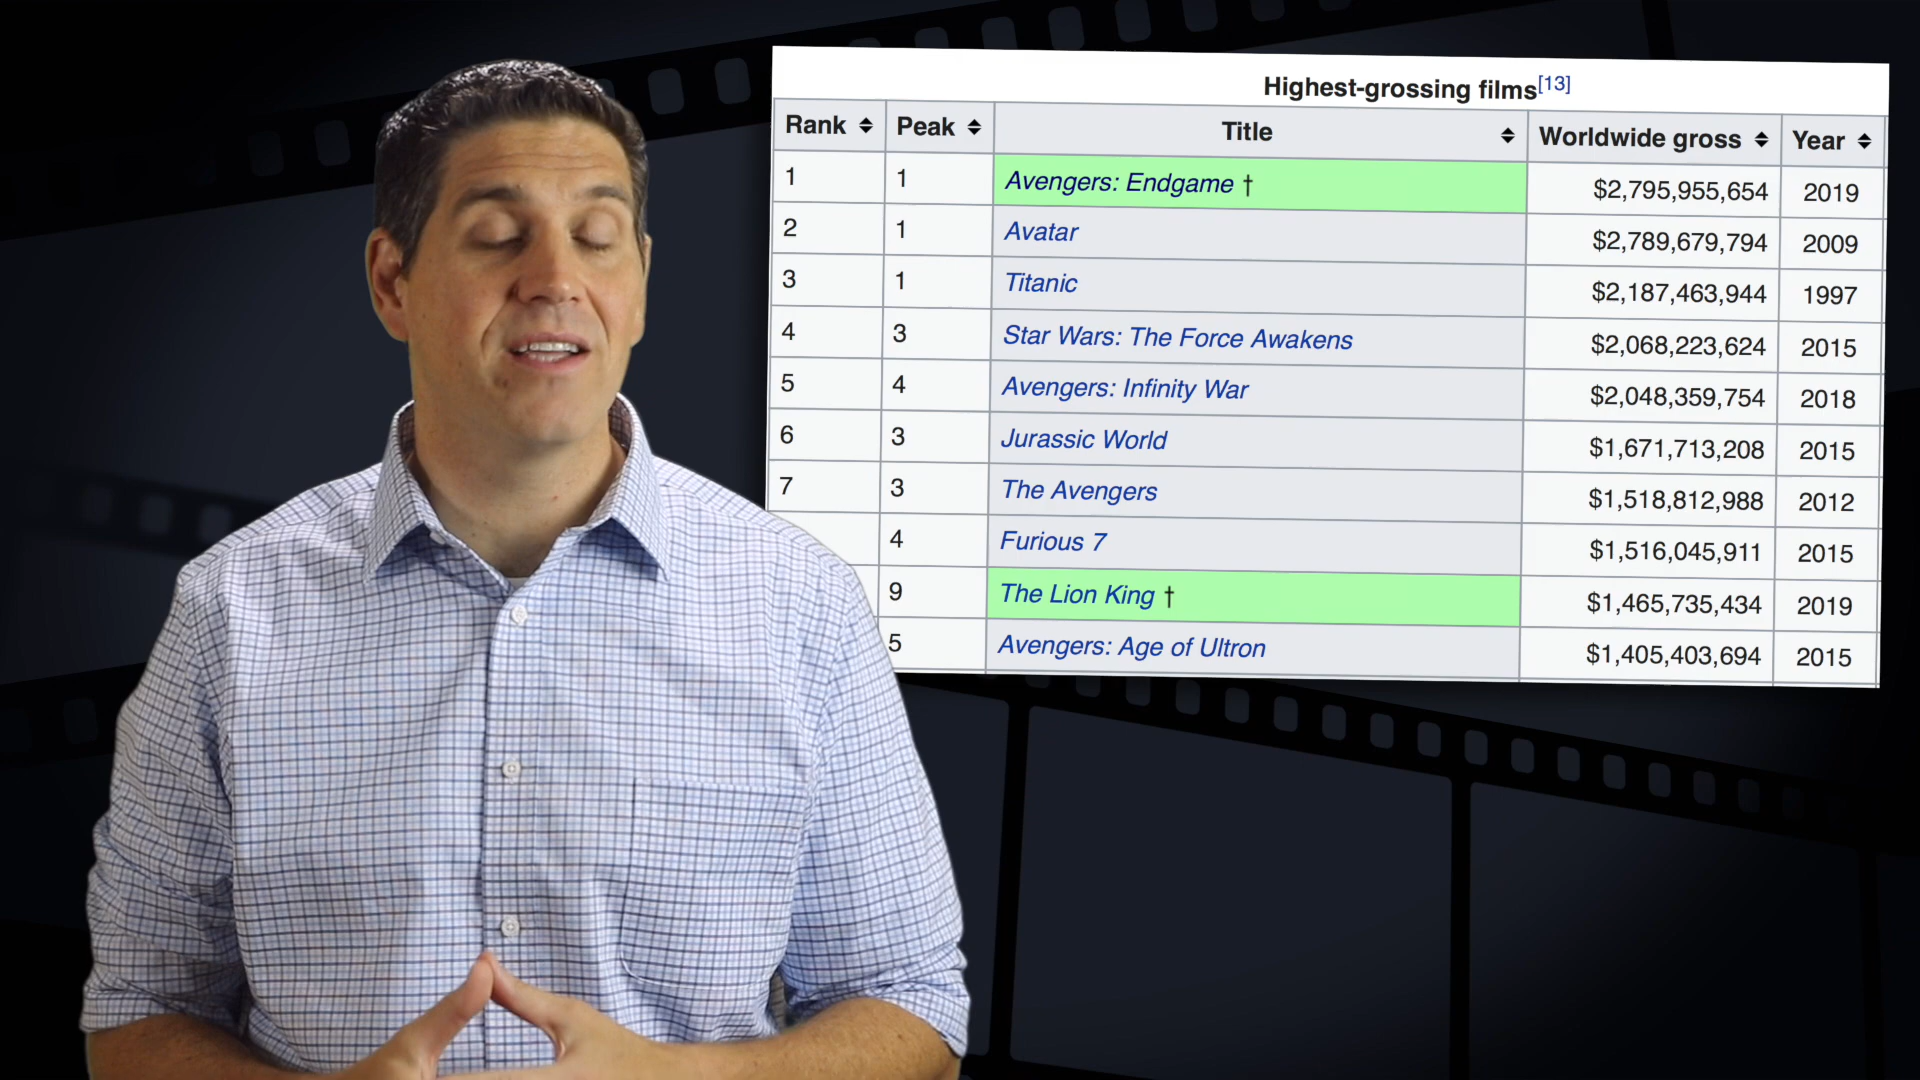 Highest-grossing films[13]
Rank Peak Title Worldwide gross Year
1 1 Avengers: Endgame † $2,795,955,654 2019
2 1 Avatar $2,789,679,794 2009
3 1 Titanic $2,187,463,944 1997
4 3 Star Wars: The Force Awakens $2,068,223,624 2015
5 4 Avengers: Infinity War $2,048,359,754 2018
6 3 Jurassic World $1,671,713,208 2015
7 3 The Avengers $1,518,812,988 2012
4 Furious 7 $1,516,045,911 2015
9 The Lion King † $1,465,735,434 2019
5 Avengers: Age of Ultron $1,405,403,694 2015